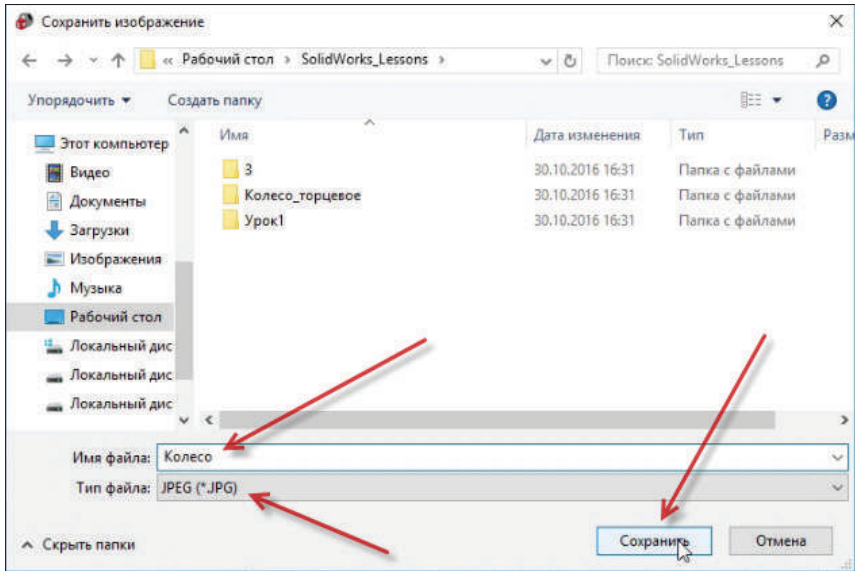 Сохранить изображение
« Рабочий стол › SolidWorks_Lessons ›
Поиск: SolidWorks_Lessons
Упорядочить
Создать папку
Имя Дата изменения Тип Разм
Этот компьютер
Видео
Документы
Загрузки
Изображения
Музыка
Рабочий стол
Локальный дис
Локальный дис
Локальный дис
3 30.10.2016 16:31 Папка с файлами
Колесо_торцевое 30.10.2016 16:31 Папка с файлами
Урок1 30.10.2016 16:31 Папка с файлами
Имя файла: Колесо
Тип файла: JPEG (*.JPG)
Скрыть папки
Сохранить
Отмена